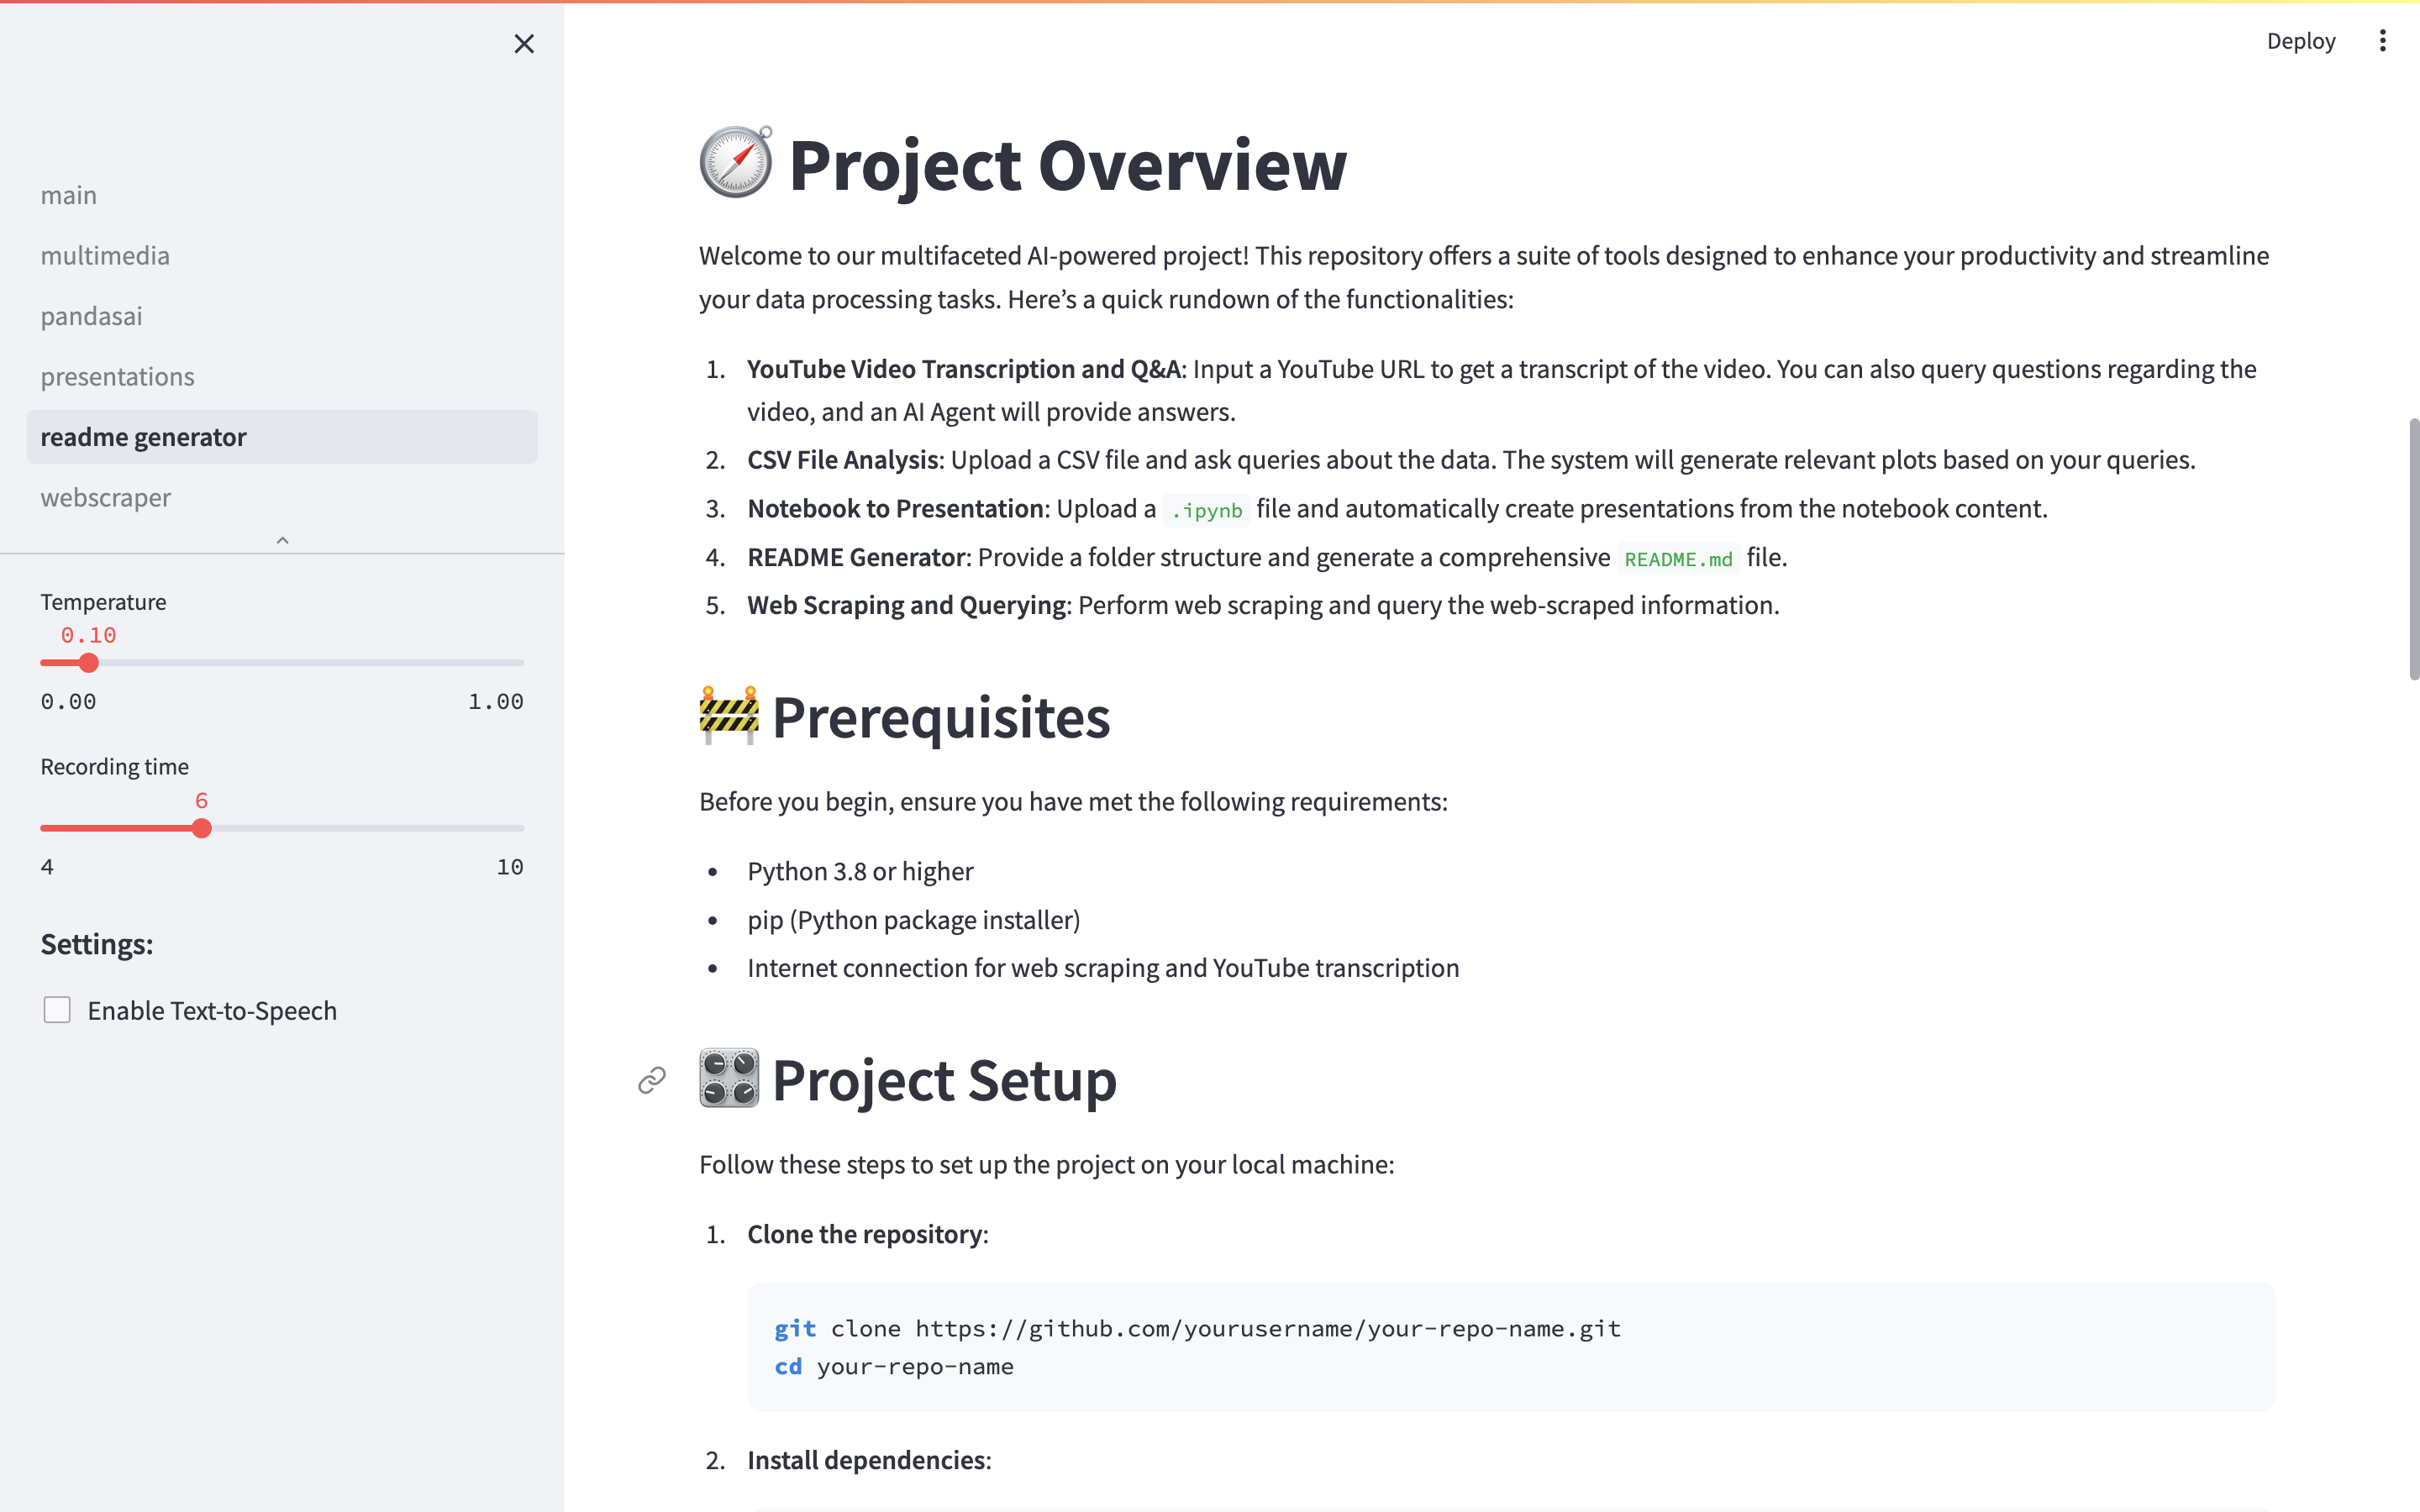 Deploy
main
multimedia
pandasai
presentations
readme generator
webscraper
Temperature
0.10
0.00 1.00
Recording time
6
4 10
Settings:
Enable Text-to-Speech
Project Overview
Welcome to our multifaceted AI-powered project! This repository offers a suite of tools designed to enhance your productivity and streamline
your data processing tasks. Here’s a quick rundown of the functionalities:
1. YouTube Video Transcription and Q&A: Input a YouTube URL to get a transcript of the video. You can also query questions regarding the
video, and an AI Agent will provide answers.
2. CSV File Analysis: Upload a CSV file and ask queries about the data. The system will generate relevant plots based on your queries.
3. Notebook to Presentation: Upload a .ipynb file and automatically create presentations from the notebook content.
4. README Generator: Provide a folder structure and generate a comprehensive README.md file.
5. Web Scraping and Querying: Perform web scraping and query the web-scraped information.
Prerequisites
Before you begin, ensure you have met the following requirements:
• Python 3.8 or higher
• pip (Python package installer)
• Internet connection for web scraping and YouTube transcription
Project Setup
Follow these steps to set up the project on your local machine:
1. Clone the repository:
git clone https://github.com/yourusername/your-repo-name.git
cd your-repo-name
2. Install dependencies: